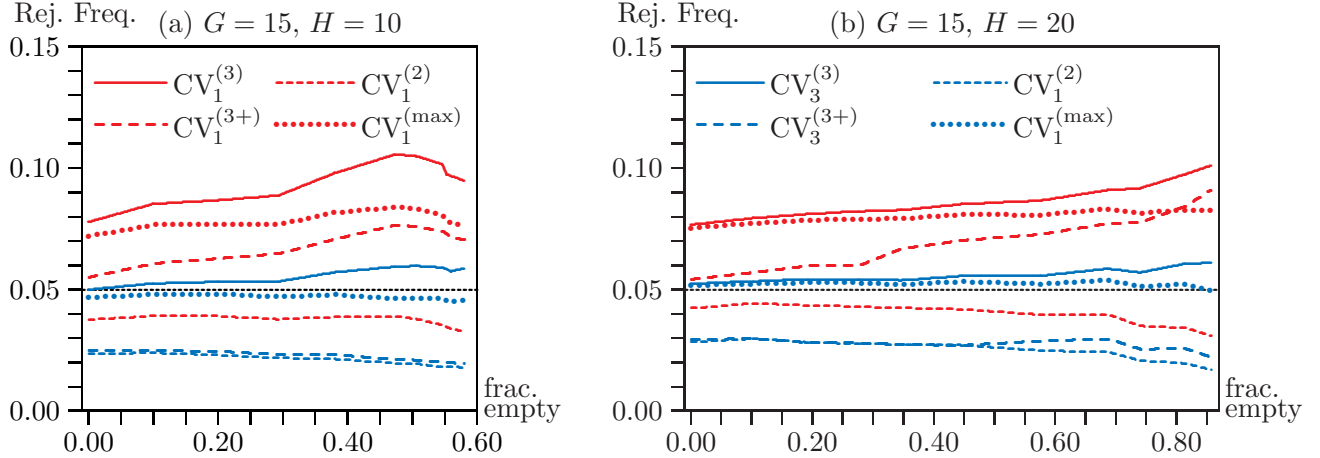 Rej. Freq. (a) G = 15, H = 10
0.15
CV₁⁽³⁾ CV₁⁽²⁾
CV₁⁽³⁺⁾ CV₁⁽ᵐᵃˣ⁾
0.10
0.05
0.00
frac.
empty
0.00 0.20 0.40 0.60
Rej. Freq. (b) G = 15, H = 20
0.15
CV₃⁽³⁾ CV₁⁽²⁾
CV₃⁽³⁺⁾ CV₁⁽ᵐᵃˣ⁾
0.10
0.05
0.00
frac.
empty
0.00 0.20 0.40 0.60 0.80